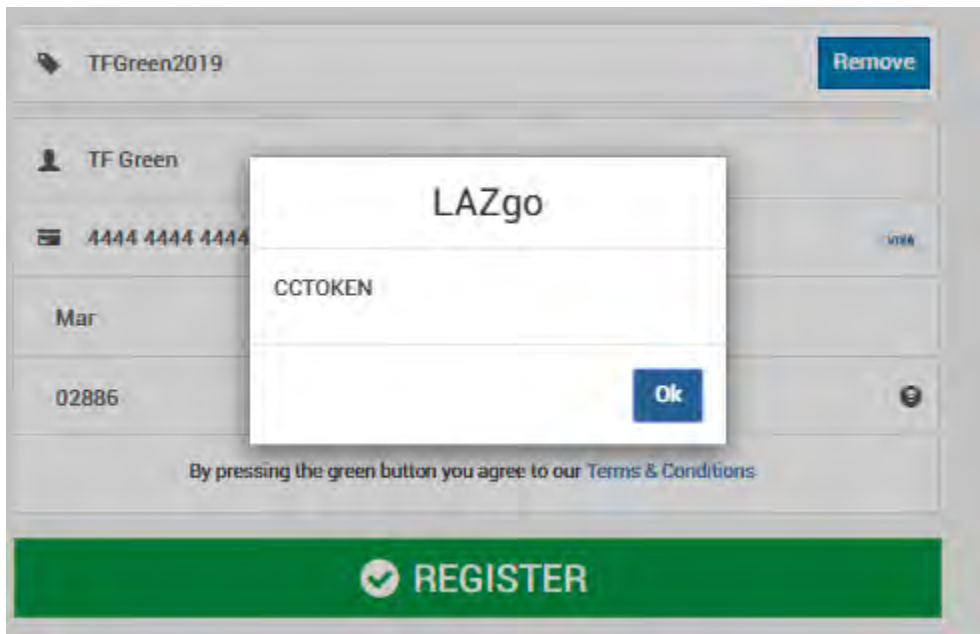 TFGreen2019 Remove
TF Green
LAZgo
4444 4444 4444 VISA
CCTOKEN
Mar
02886
Ok
By pressing the green button you agree to our Terms & Conditions
REGISTER